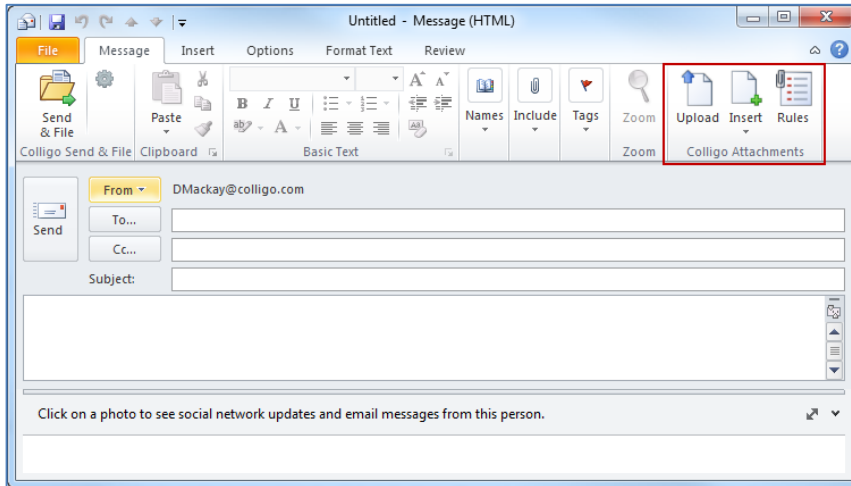 Untitled - Message (HTML)
File Message Insert Options Format Text Review
Send & File
Paste
B I U
A A
ab A
Aa
Names Include Tags Zoom Upload Insert Rules
Colligo Send & File Clipboard Basic Text Zoom Colligo Attachments
From DMackay@colligo.com
Send
To...
Cc...
Subject:
Click on a photo to see social network updates and email messages from this person.